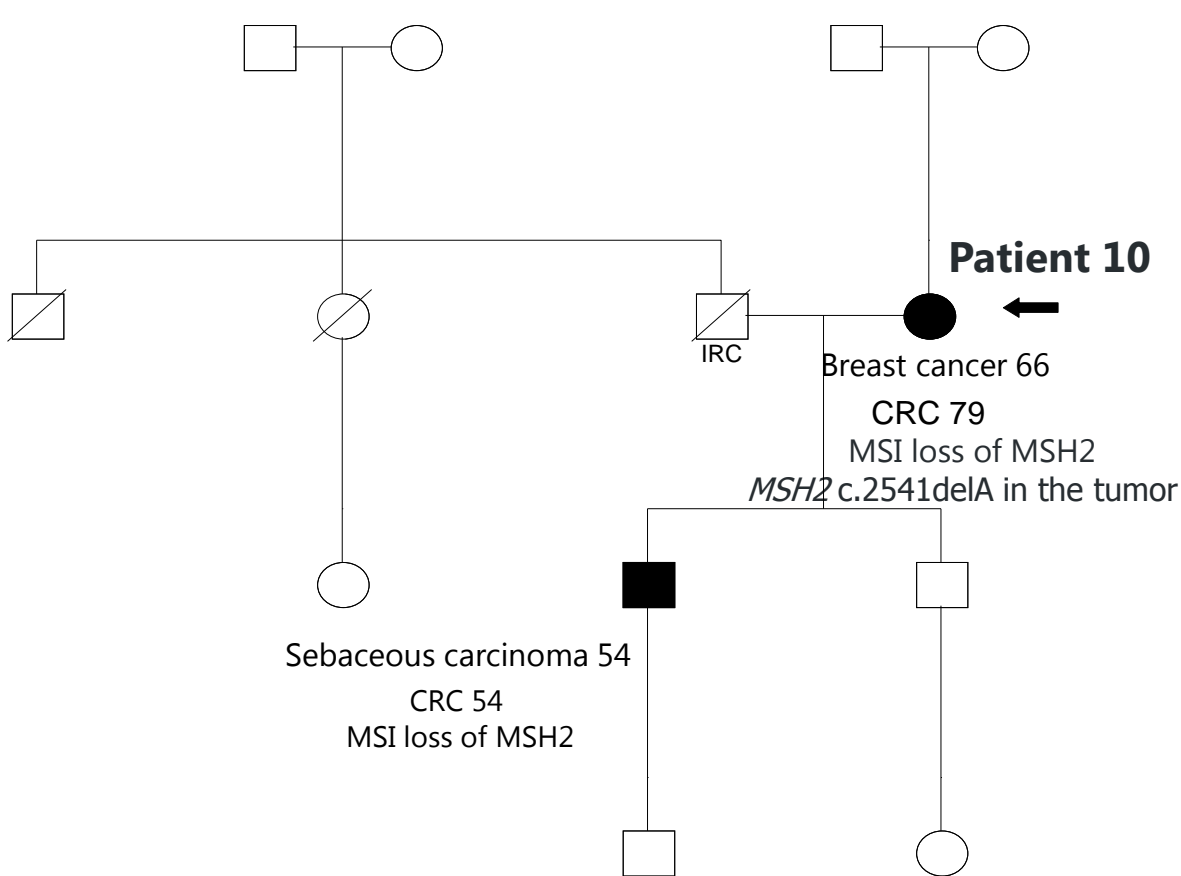 Patient 10
IRC
Breast cancer 66
CRC 79
MSI loss of MSH2
MSH2 c.2541delA in the tumor
Sebaceous carcinoma 54
CRC 54
MSI loss of MSH2